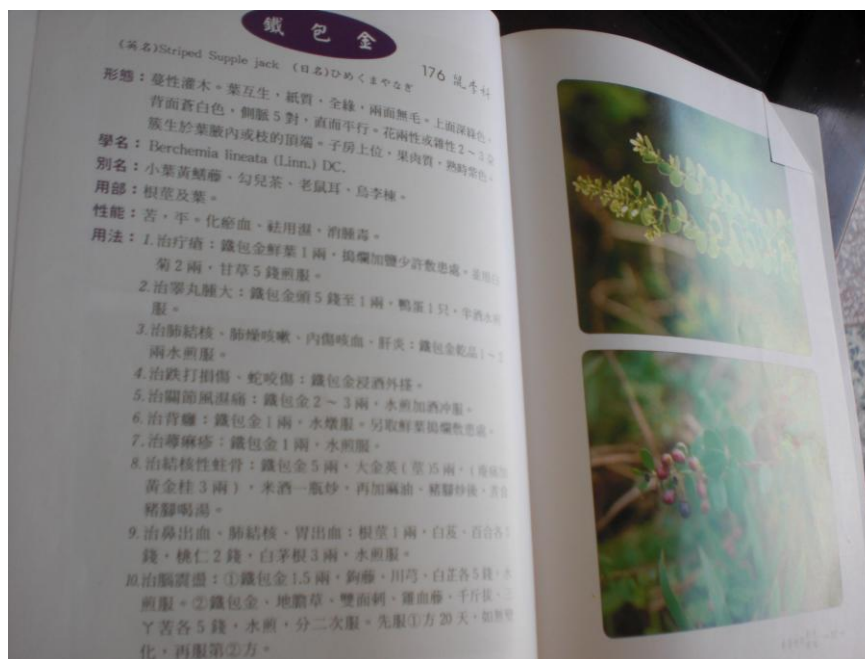 鐵包金
(英名)Striped Supple jack (日名)ひめくまやなぎ 176 鼠李科
形態:蔓性灌木。葉互生,紙質,全緣,兩面無毛。上面深綠色,
背面蒼白色,側脈5對,直而平行。花兩性或雜性2~3朵
簇生於葉腋內或枝的頂端。子房上位,果肉質,熟時紫色。
學名:Berchemia lineata (Linn.) DC.
別名:小葉黃鱔藤、勾兒茶、老鼠耳、烏李楝。
用部:根莖及葉。
性能:苦,平。化瘀血、祛風濕、消腫毒。
用法:1.治疔瘡:鐵包金鮮葉1兩,搗爛加鹽少許敷患處。並用白
菊2兩,甘草5錢煎服。
2.治睪丸腫大:鐵包金頭5錢至1兩,鴨蛋1只,半酒水煎
服。
3.治肺結核、肺燥咳嗽、內傷咳血、肝炎:鐵包金乾品1~2
兩水煎服。
4.治跌打損傷、蛇咬傷:鐵包金浸酒外搽。
5.治關節風濕痛:鐵包金2~3兩,水煎加酒沖服。
6.治背癰:鐵包金1兩,水燉服。另取鮮葉搗爛敷患處。
7.治蕁麻疹:鐵包金1兩,水煎服。
8.治結核性蛀骨:鐵包金5兩,大金英(草)5兩,
黃金桂3兩),米酒一瓶炒,再加麻油、豬腳炒後,
豬腳喝湯。
9.治鼻出血、肺結核、胃出血:根莖1兩,白芨、百合各5
錢,桃仁2錢,白茅根3兩,水煎服。
10.治腦震盪:①鐵包金1.5兩,鉤藤、川芎、白芷各5錢,水
煎服。②鐵包金、地膽草、雙面刺、雞血藤、千斤拔、三
丫苦各5錢,水煎,分二次服。先服①方20天,如無變
化,再服第②方。